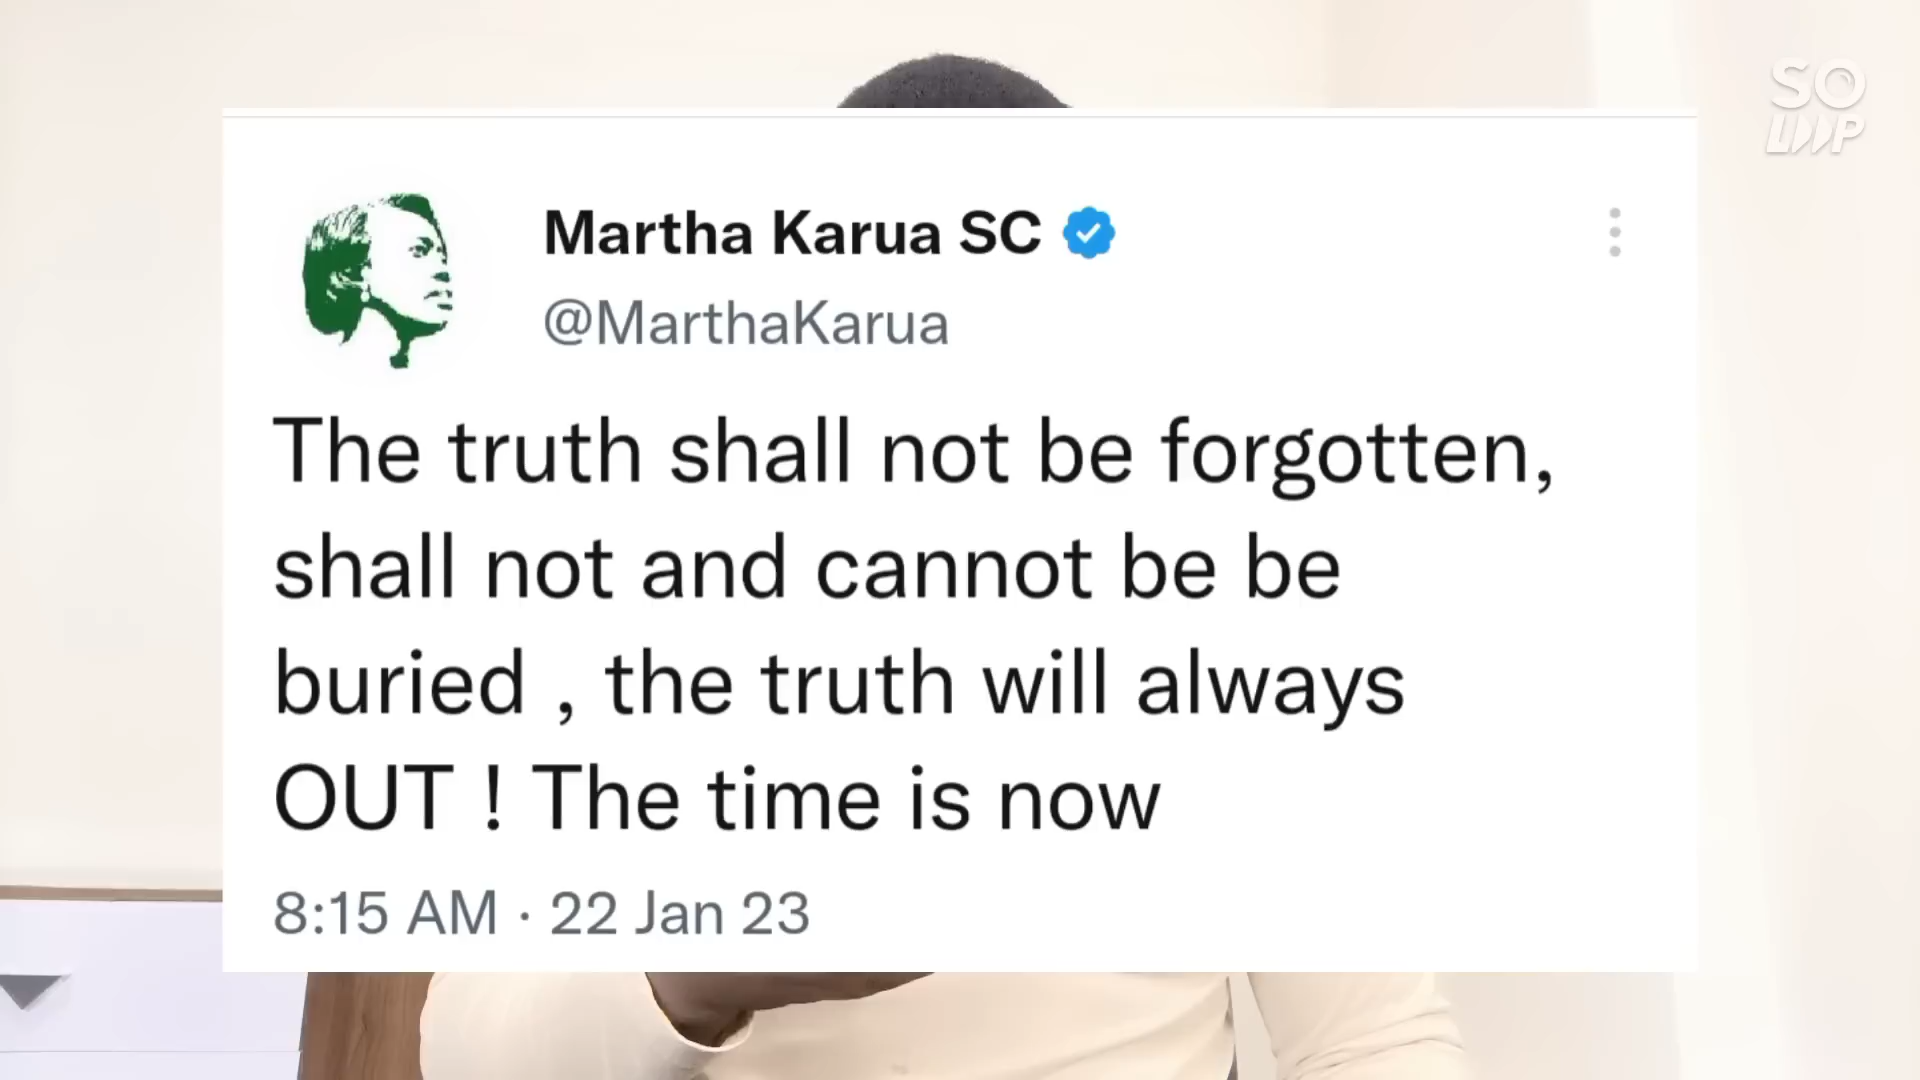 SO
LOOP
Martha Karua SC
@MarthaKarua
The truth shall not be forgotten,
shall not and cannot be be
buried , the truth will always
OUT ! The time is now
8:15 AM · 22 Jan 23